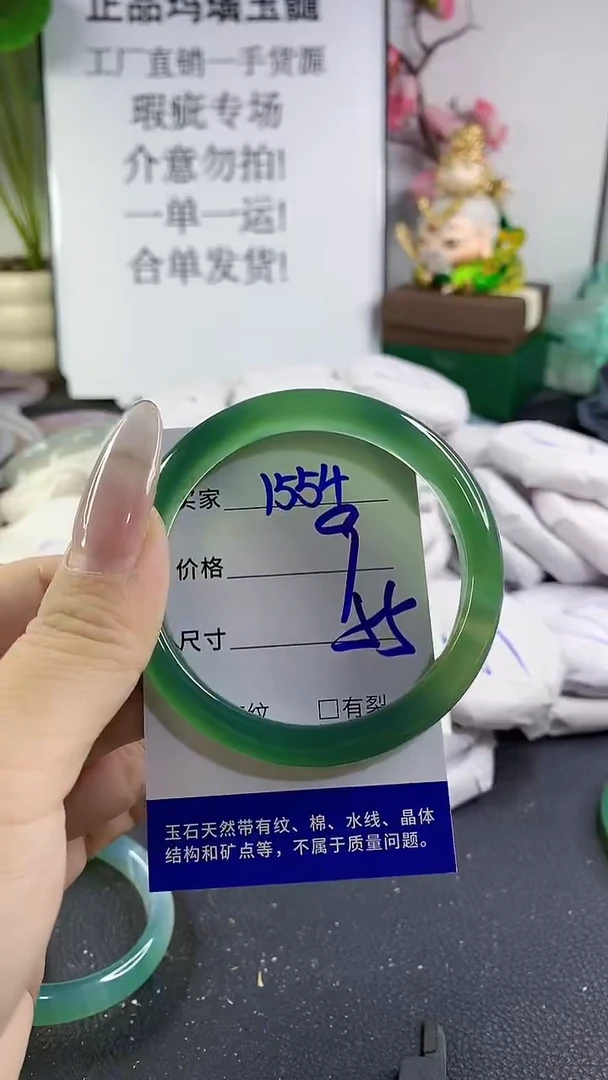 正品玛瑙玉髓
工厂直销一手货源
瑕疵专场
介意勿拍!
一单一运!
合单发货!
买家 1554
价格
尺寸
纹 □有裂
玉石天然带有纹、棉、水线、晶体
结构和矿点等，不属于质量问题。